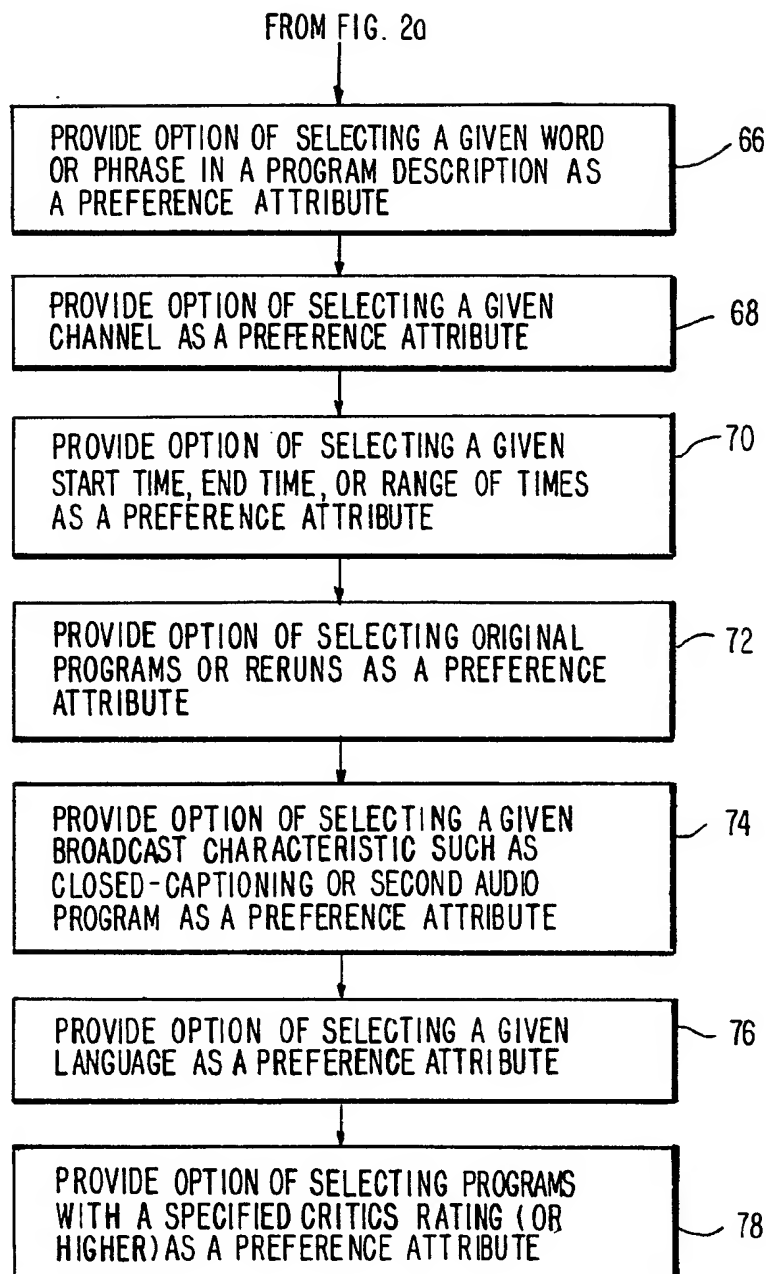 FROM FIG. 2a
PROVIDE OPTION OF SELECTING A GIVEN WORD
OR PHRASE IN A PROGRAM DESCRIPTION AS
A PREFERENCE ATTRIBUTE
66
PROVIDE OPTION OF SELECTING A GIVEN
CHANNEL AS A PREFERENCE ATTRIBUTE
68
PROVIDE OPTION OF SELECTING A GIVEN
START TIME, END TIME, OR RANGE OF TIMES
AS A PREFERENCE ATTRIBUTE
70
PROVIDE OPTION OF SELECTING ORIGINAL
PROGRAMS OR RERUNS AS A PREFERENCE
ATTRIBUTE
72
PROVIDE OPTION OF SELECTING A GIVEN
BROADCAST CHARACTERISTIC SUCH AS
CLOSED-CAPTIONING OR SECOND AUDIO
PROGRAM AS A PREFERENCE ATTRIBUTE
74
PROVIDE OPTION OF SELECTING A GIVEN
LANGUAGE AS A PREFERENCE ATTRIBUTE
76
PROVIDE OPTION OF SELECTING PROGRAMS
WITH A SPECIFIED CRITICS RATING (OR
HIGHER) AS A PREFERENCE ATTRIBUTE
78